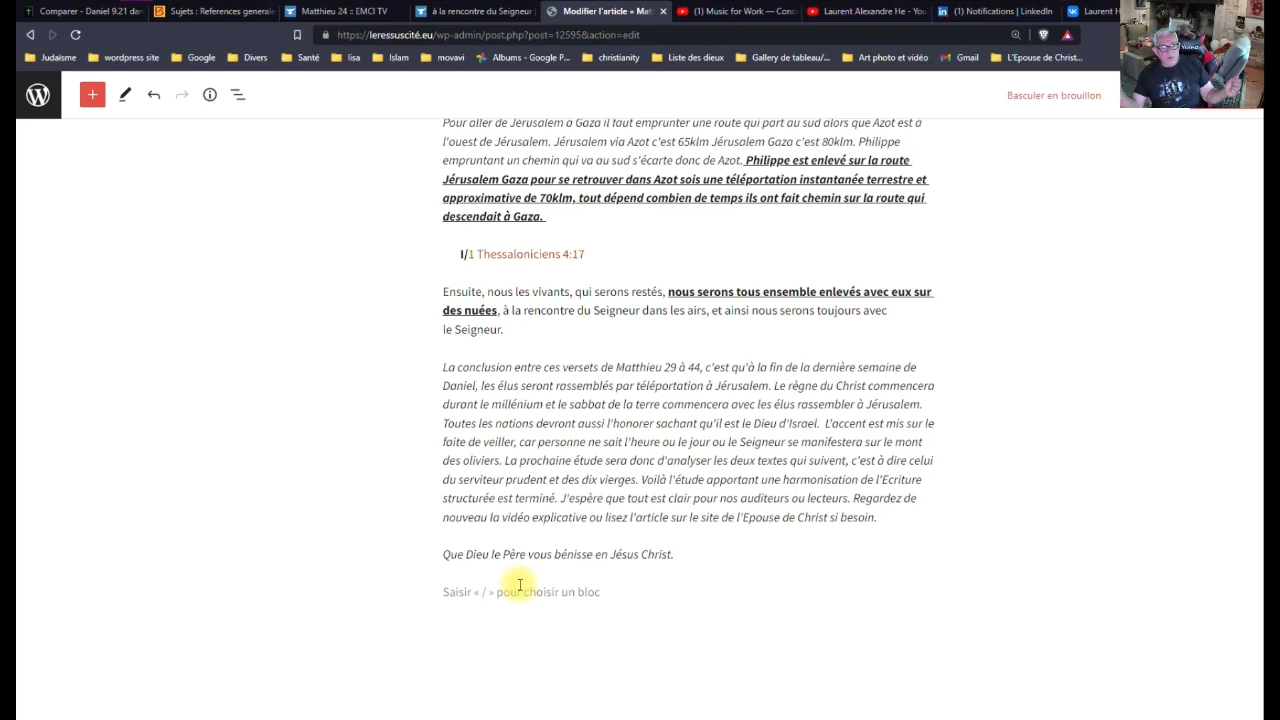 Comparer - Daniel 9.21 dan
Sujets : References generale
Matthieu 24 :: EMCI TV
à la rencontre du Seigneur
Modifier l'article « Matt
(1) Music for Work — Conc
Laurent Alexandre He - You
(1) Notifications | LinkedIn
Laurent H
https://leressuscité.eu/wp-admin/post.php?post=12595&action=edit
Judaïsme
wordpress site
Google
Divers
Santé
lisa
Islam
movavi
Albums - Google P...
christianity
Liste des dieux
Gallery de tableau/...
Art photo et vidéo
Gmail
L'Epouse de Christ...
Basculer en brouillon
Pour aller de Jérusalem à Gaza il faut emprunter une route qui part au sud alors que Azot est à
l'ouest de Jérusalem. Jérusalem via Azot c'est 65klm Jérusalem Gaza c'est 80klm. Philippe
empruntant un chemin qui va au sud s'écarte donc de Azot. Philippe est enlevé sur la route
Jérusalem Gaza pour se retrouver dans Azot sois une téléportation instantanée terrestre et
approximative de 70klm, tout dépend combien de temps ils ont fait chemin sur la route qui
descendait à Gaza.
I/1 Thessaloniciens 4:17
Ensuite, nous les vivants, qui serons restés, nous serons tous ensemble enlevés avec eux sur
des nuées, à la rencontre du Seigneur dans les airs, et ainsi nous serons toujours avec
le Seigneur.
La conclusion entre ces versets de Matthieu 29 à 44, c'est qu'à la fin de la dernière semaine de
Daniel, les élus seront rassemblés par téléportation à Jérusalem. Le règne du Christ commencera
durant le millénium et le sabbat de la terre commencera avec les élus rassembler à Jérusalem.
Toutes les nations devront aussi l'honorer sachant qu'il est le Dieu d'Israel. L'accent est mis sur le
faite de veiller, car personne ne sait l'heure ou le jour ou le Seigneur se manifestera sur le mont
des oliviers. La prochaine étude sera donc d'analyser les deux textes qui suivent, c'est à dire celui
du serviteur prudent et des dix vierges. Voilà l'étude apportant une harmonisation de l'Ecriture
structurée est terminé. J'espère que tout est clair pour nos auditeurs ou lecteurs. Regardez de
nouveau la vidéo explicative ou lisez l'article sur le site de l'Epouse de Christ si besoin.
Que Dieu le Père vous bénisse en Jésus Christ.
Saisir « / » pour choisir un bloc